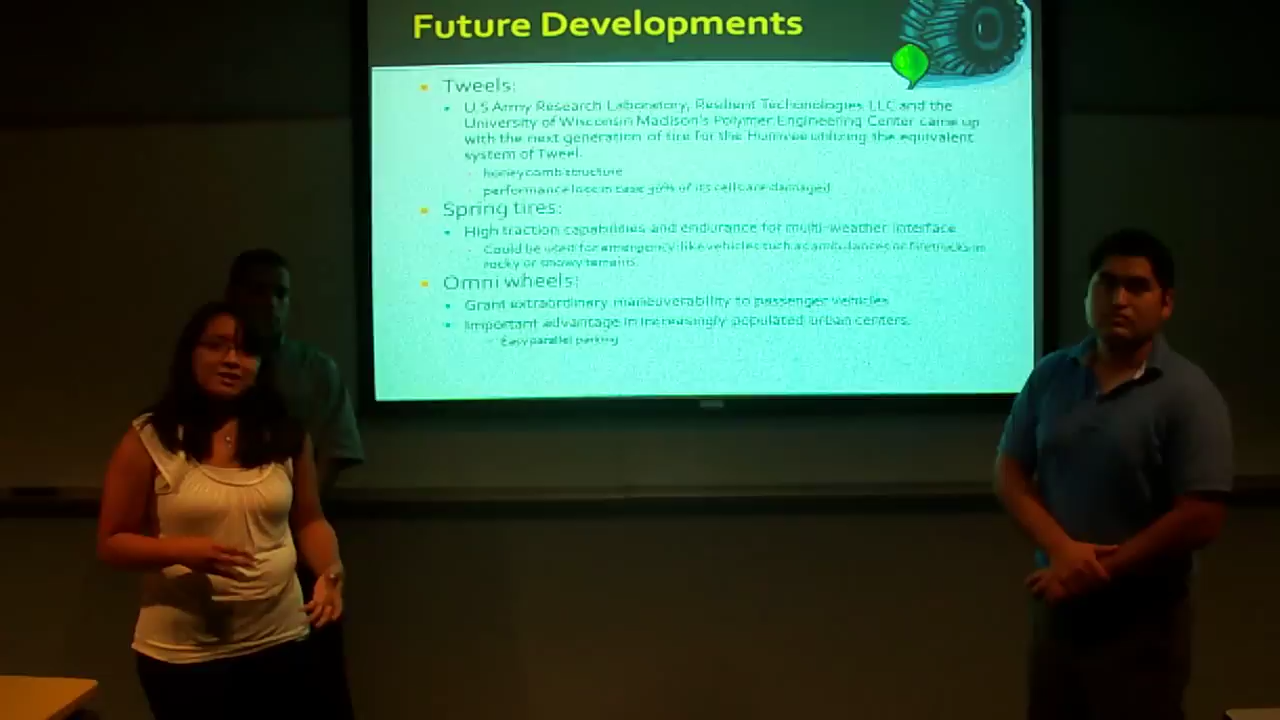 Future Developments
Tweels:
U.S Army Research Laboratory, Resilient Technologies LLC and the
University of Wisconsin Madison's Polymer Engineering Center came up
with the next generation of tire for the Humvee utilizing the equivalent
system of Tweel.
honeycomb structure
performance loss in case 30% of its cells are damaged
Spring tires:
High traction capabilities and endurance for multi-weather interface
Could be used for emergency-like vehicles such as ambulances or firetrucks in
rocky or snowy terrains.
Omni wheels:
Grant extraordinary maneuverability to passenger vehicles
Important advantage in increasingly populated urban centers.
Easy parallel parking